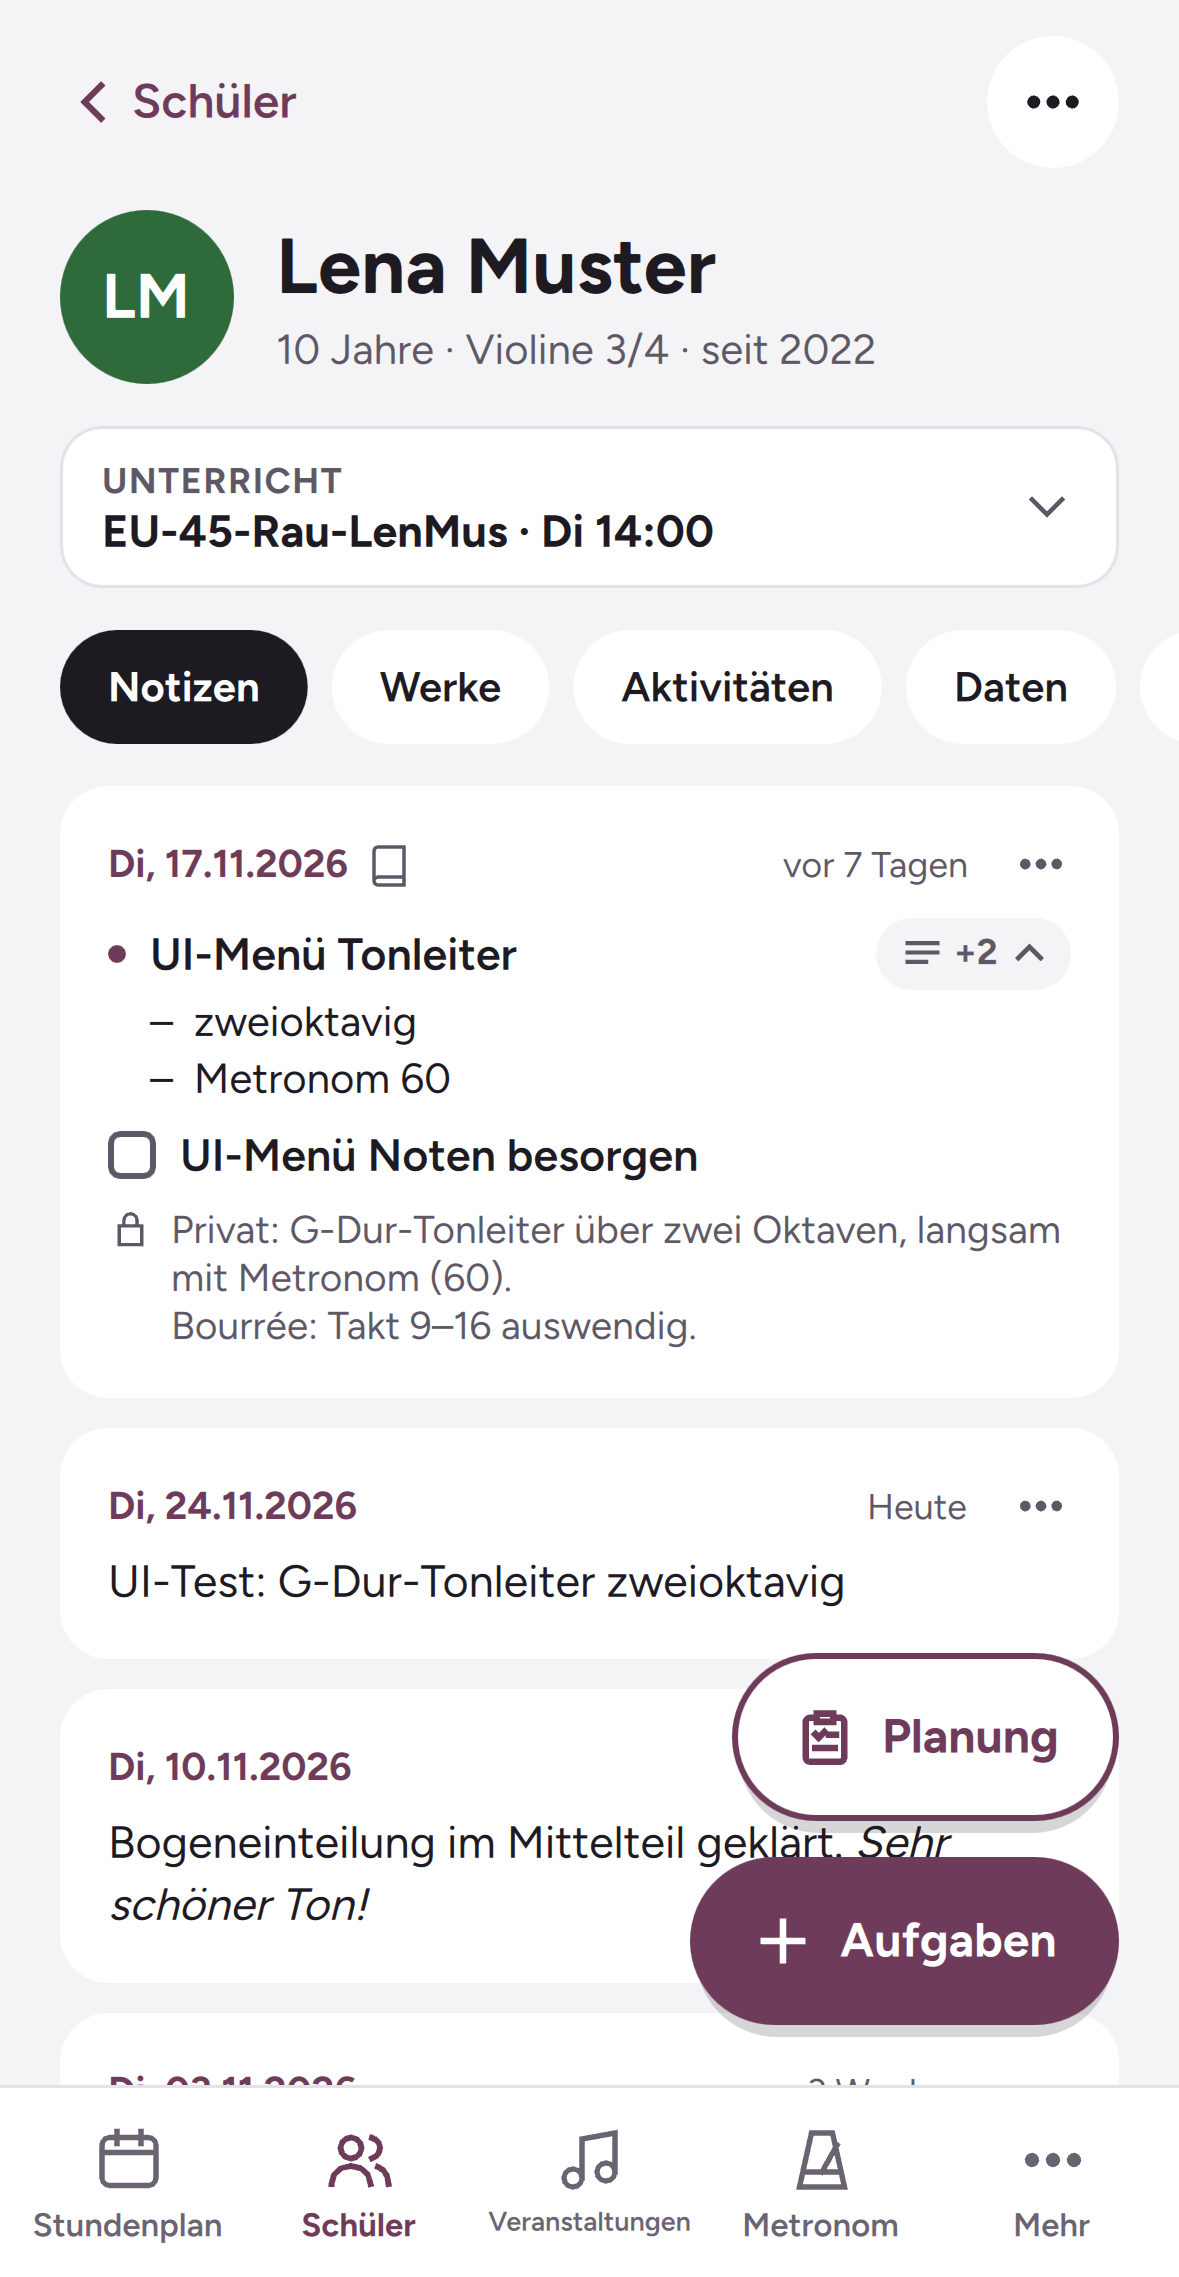 Schüler
LM
Lena Muster
10 Jahre · Violine 3/4 · seit 2022
UNTERRICHT
EU-45-Rau-LenMus · Di 14:00
Notizen Werke Aktivitäten Daten
Di, 17.11.2026 vor 7 Tagen
UI-Menü Tonleiter +2
– zweioktavig
– Metronom 60
UI-Menü Noten besorgen
Privat: G-Dur-Tonleiter über zwei Oktaven, langsam
mit Metronom (60).
Bourrée: Takt 9–16 auswendig.
Di, 24.11.2026 Heute
UI-Test: G-Dur-Tonleiter zweioktavig
Planung
Di, 10.11.2026
Bogeneinteilung im Mittelteil geklärt. Sehr
schöner Ton!
Aufgaben
Stundenplan Schüler Veranstaltungen Metronom Mehr